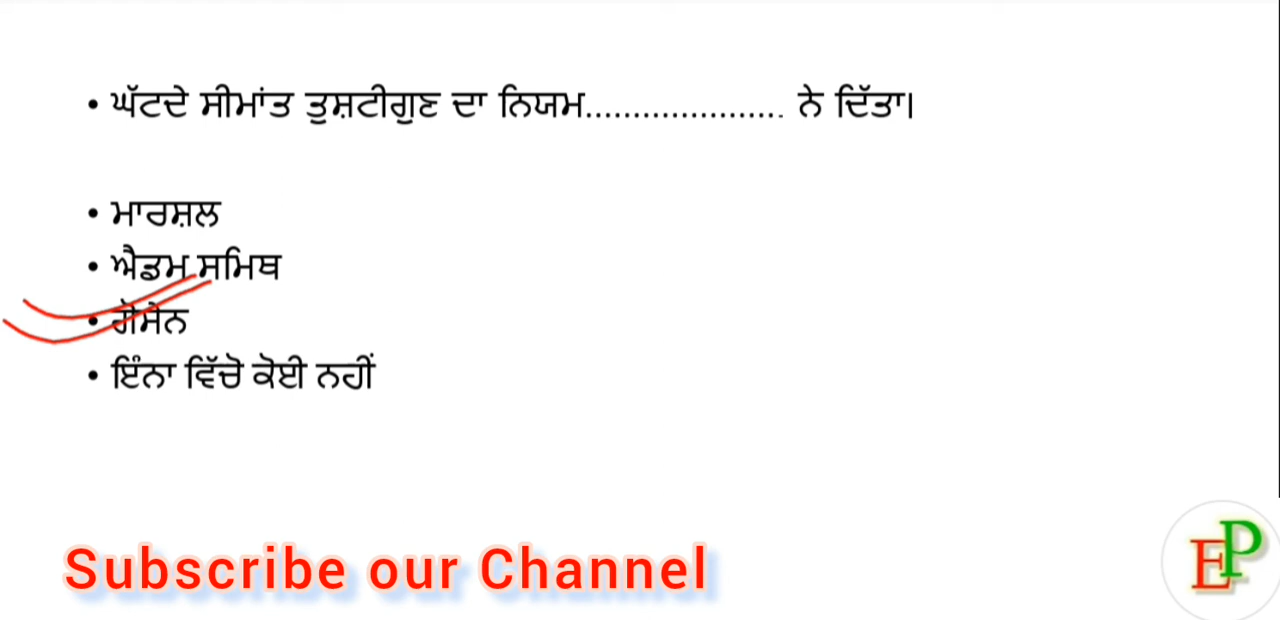 • ਘੱਟਦੇ ਸੀਮਾਂਤ ਤੁਸ਼ਟੀਗੁਣ ਦਾ ਨਿਯਮ..................... ਨੇ ਦਿੱਤਾ।
• ਮਾਰਸ਼ਲ
• ਐਡਮ ਸਮਿਥ
• ਗੋਸੇਨ
• ਇੰਨਾ ਵਿੱਚੋ ਕੋਈ ਨਹੀਂ
Subscribe our Channel
EP